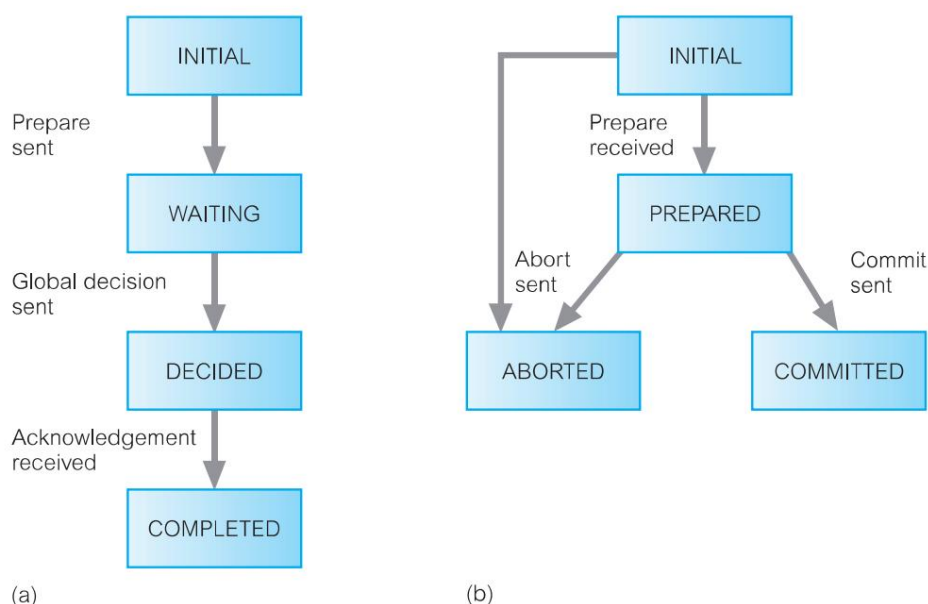 INITIAL
Prepare
sent
WAITING
Global decision
sent
DECIDED
Acknowledgement
received
COMPLETED
(a)
INITIAL
Prepare
received
PREPARED
Abort
sent
Commit
sent
ABORTED
COMMITTED
(b)